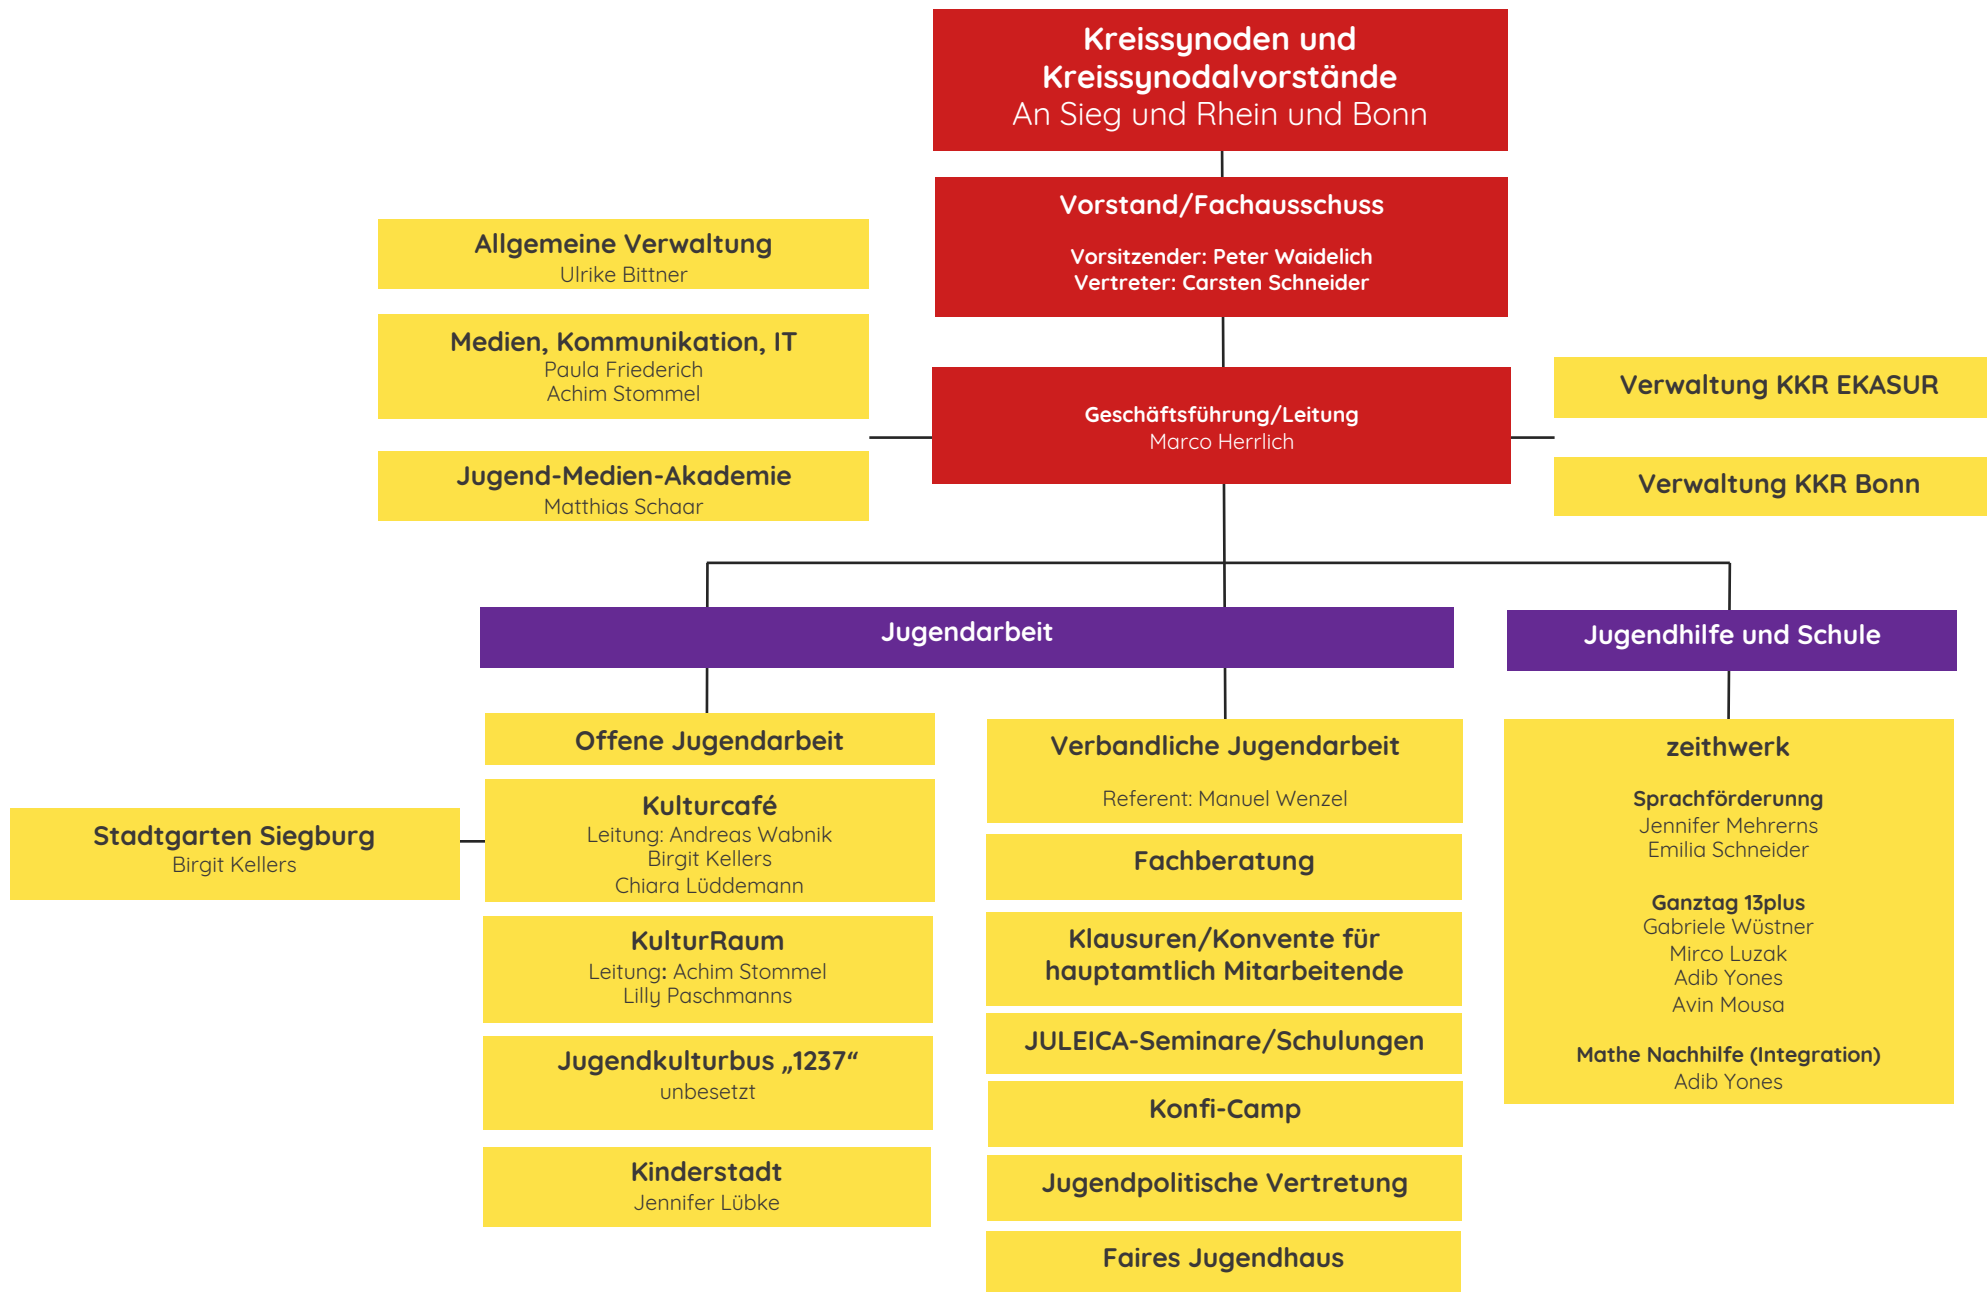 Kreissynoden und
Kreissynodalvorstände
An Sieg und Rhein und Bonn
Vorstand/Fachausschuss
Vorsitzender: Peter Waidelich
Vertreter: Carsten Schneider
Allgemeine Verwaltung
Ulrike Bittner
Medien, Kommunikation, IT
Paula Friederich
Achim Stommel
Jugend-Medien-Akademie
Matthias Schaar
Geschäftsführung/Leitung
Marco Herrlich
Verwaltung KKR EKASUR
Verwaltung KKR Bonn
Jugendarbeit
Jugendhilfe und Schule
Offene Jugendarbeit
Kulturcafé
Leitung: Andreas Wabnik
Birgit Kellers
Chiara Lüddemann
Stadtgarten Siegburg
Birgit Kellers
KulturRaum
Leitung: Achim Stommel
Lilly Paschmanns
Jugendkulturbus „1237“
unbesetzt
Kinderstadt
Jennifer Lübke
Verbandliche Jugendarbeit
Referent: Manuel Wenzel
Fachberatung
Klausuren/Konvente für
hauptamtlich Mitarbeitende
JULEICA-Seminare/Schulungen
Konfi-Camp
Jugendpolitische Vertretung
Faires Jugendhaus
zeithwerk
Sprachförderunng
Jennifer Mehrerns
Emilia Schneider
Ganztag 13plus
Gabriele Wüstner
Mirco Luzak
Adib Yones
Avin Mousa
Mathe Nachhilfe (Integration)
Adib Yones